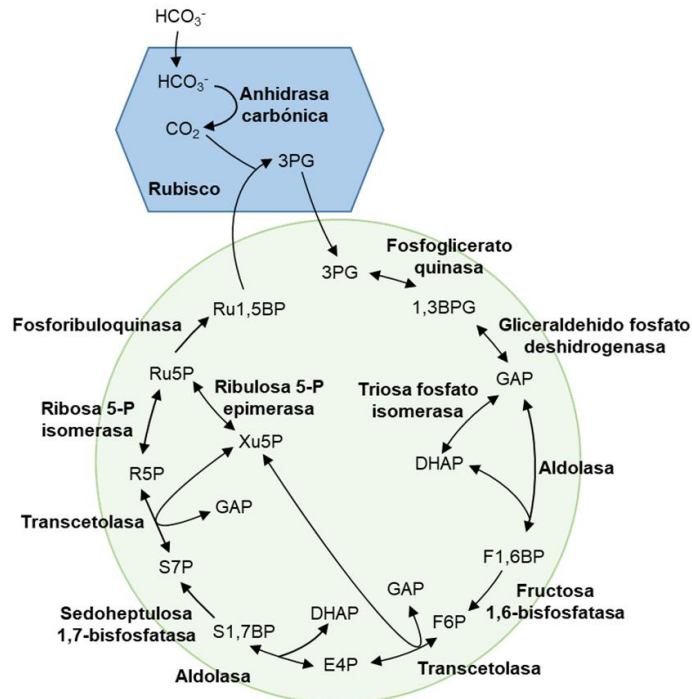 HCO₃⁻
HCO₃⁻
Anhidrasa
carbónica
CO₂
3PG
Rubisco
3PG
Fosfoglicerato
quinasa
Ru1,5BP
1,3BPG
Fosforibuloquinasa
Gliceraldehido fosfato
deshidrogenasa
Ru5P
Ribulosa 5-P
epimerasa
Triosa fosfato
isomerasa
GAP
Ribosa 5-P
isomerasa
Xu5P
DHAP
Aldolasa
R5P
GAP
Transcetolasa
S7P
F1,6BP
GAP
Fructosa
1,6-bisfosfatasa
Sedoheptulosa
1,7-bisfosfatasa
DHAP
F6P
S1,7BP
E4P
Transcetolasa
Aldolasa